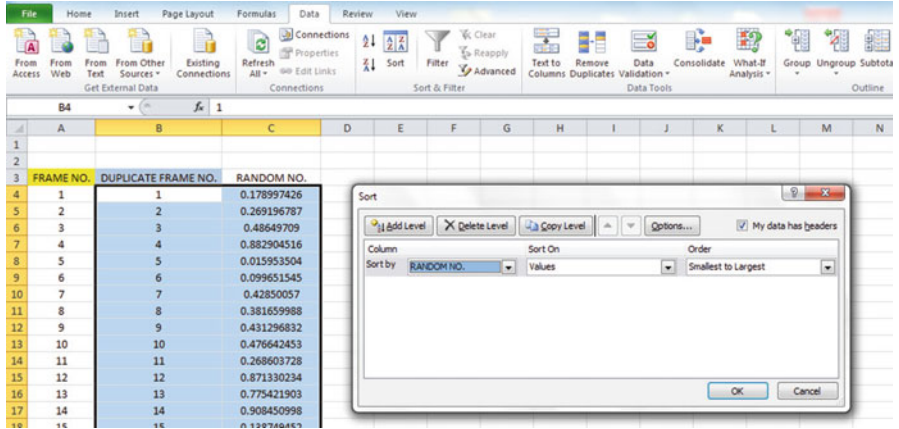 File Home Insert Page Layout Formulas Data Review View
From Access
From Web
From Text
From Other Sources
Existing Connections
Get External Data
Refresh All
Connections
Properties
Edit Links
Connections
Sort
Filter
Clear
Reapply
Advanced
Sort & Filter
Text to Columns
Remove Duplicates
Data Validation
Consolidate
What-If Analysis
Data Tools
Group
Ungroup
Subtota
Outline
B4 fx 1
A B C D E F G H I J K L M N
1
2
3 FRAME NO. DUPLICATE FRAME NO. RANDOM NO.
4 1 1 0.178997426
5 2 2 0.269196787
6 3 3 0.48649709
7 4 4 0.882904516
8 5 5 0.015953504
9 6 6 0.099651545
10 7 7 0.42850057
11 8 8 0.381659988
12 9 9 0.431296832
13 10 10 0.476642453
14 11 11 0.268603728
15 12 12 0.871330234
16 13 13 0.775421903
17 14 14 0.908450998
18 15 15 0.138749452
Sort
Add Level Delete Level Copy Level Options... My data has headers
Column Sort On Order
Sort by RANDOM NO. Values Smallest to Largest
OK Cancel